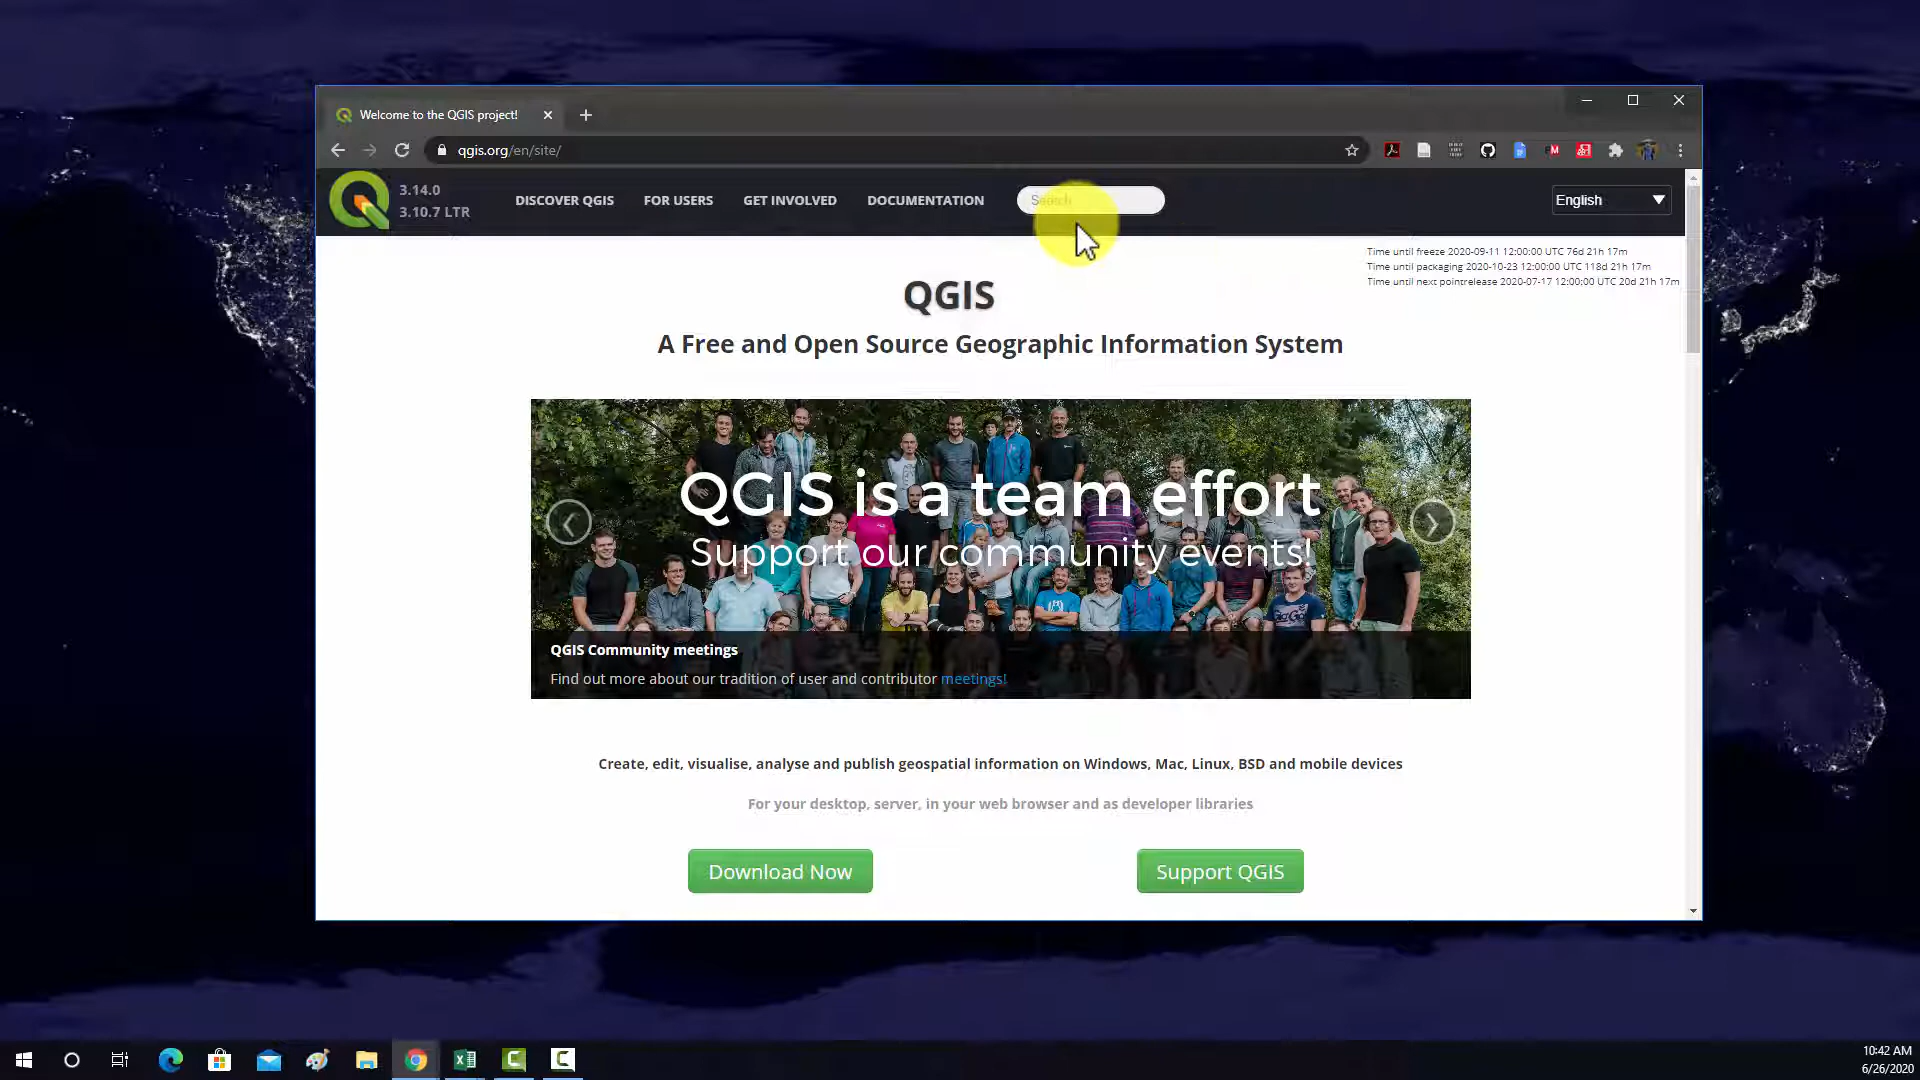 Welcome to the QGIS project!
qgis.org/en/site/
3.14.0
3.10.7 LTR
DISCOVER QGIS
FOR USERS
GET INVOLVED
DOCUMENTATION
Search
English
Time until freeze 2020-09-11 12:00:00 UTC 76d 21h 17m
Time until packaging 2020-10-23 12:00:00 UTC 118d 21h 17m
Time until next pointrelease 2020-07-17 12:00:00 UTC 20d 21h 17m
QGIS
A Free and Open Source Geographic Information System
QGIS is a team effort
Support our community events!
QGIS Community meetings
Find out more about our tradition of user and contributor meetings!
Create, edit, visualise, analyse and publish geospatial information on Windows, Mac, Linux, BSD and mobile devices
For your desktop, server, in your web browser and as developer libraries
Download Now
Support QGIS
10:42 AM
6/26/2020